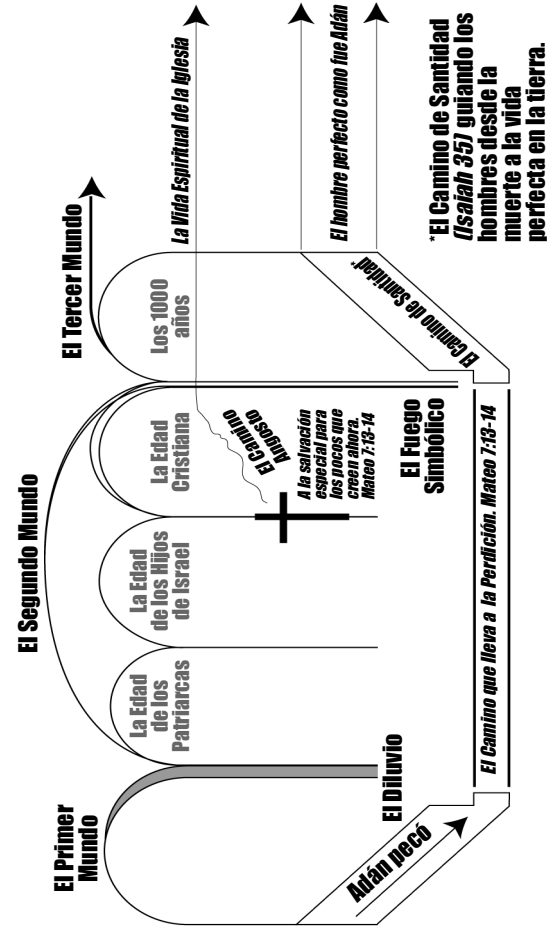 El Primer
Mundo
El Segundo Mundo
El Tercer Mundo
La Edad
de los
Patriarcas
La Edad
de los Hijos
de Israel
La Edad
Cristiana
Los 1000
años
La Vida Espiritual de la Iglesia
El Camino
Angosto
A la salvación
especial para
los pocos que
creen ahora.
Mateo 7:13-14
El hombre perfecto como fue Adán
El Diluvio
El Fuego
Simbólico
Adán pecó
El Camino que lleva a la Perdición. Mateo 7:13-14
El Camino de Santidad*
*El Camino de Santidad
(Isaiah 35) guiando los
hombres desde la
muerte a la vida
perfecta en la tierra.